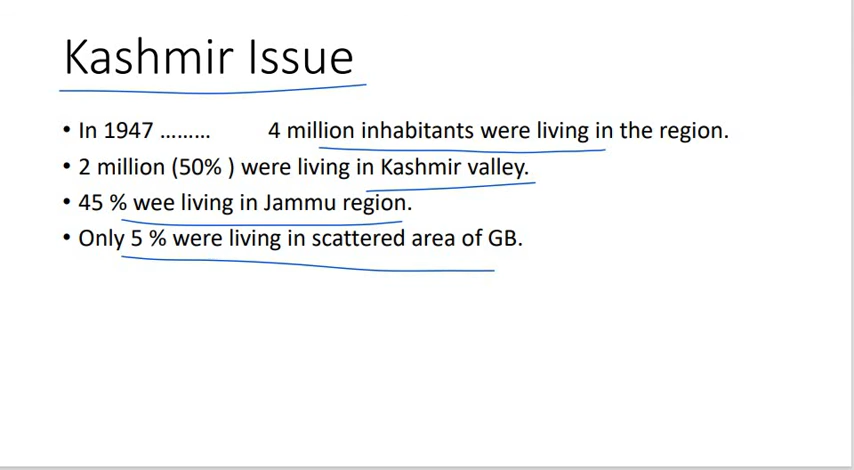 Kashmir Issue
• In 1947 ......... 4 million inhabitants were living in the region.
• 2 million (50% ) were living in Kashmir valley.
• 45 % wee living in Jammu region.
• Only 5 % were living in scattered area of GB.